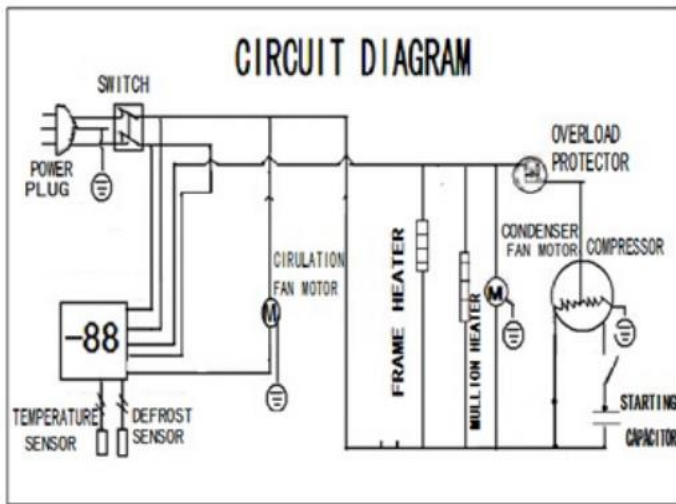 CIRCUIT DIAGRAM
SWITCH
POWER
PLUG
OVERLOAD
PROTECTOR
CIRULATION
FAN MOTOR
M
FRAME HEATER
MULLION HEATER
CONDENSER
FAN MOTOR
M
COMPRESSOR
-88
TEMPERATURE
SENSOR
DEFROST
SENSOR
STARTING
CAPACITOR